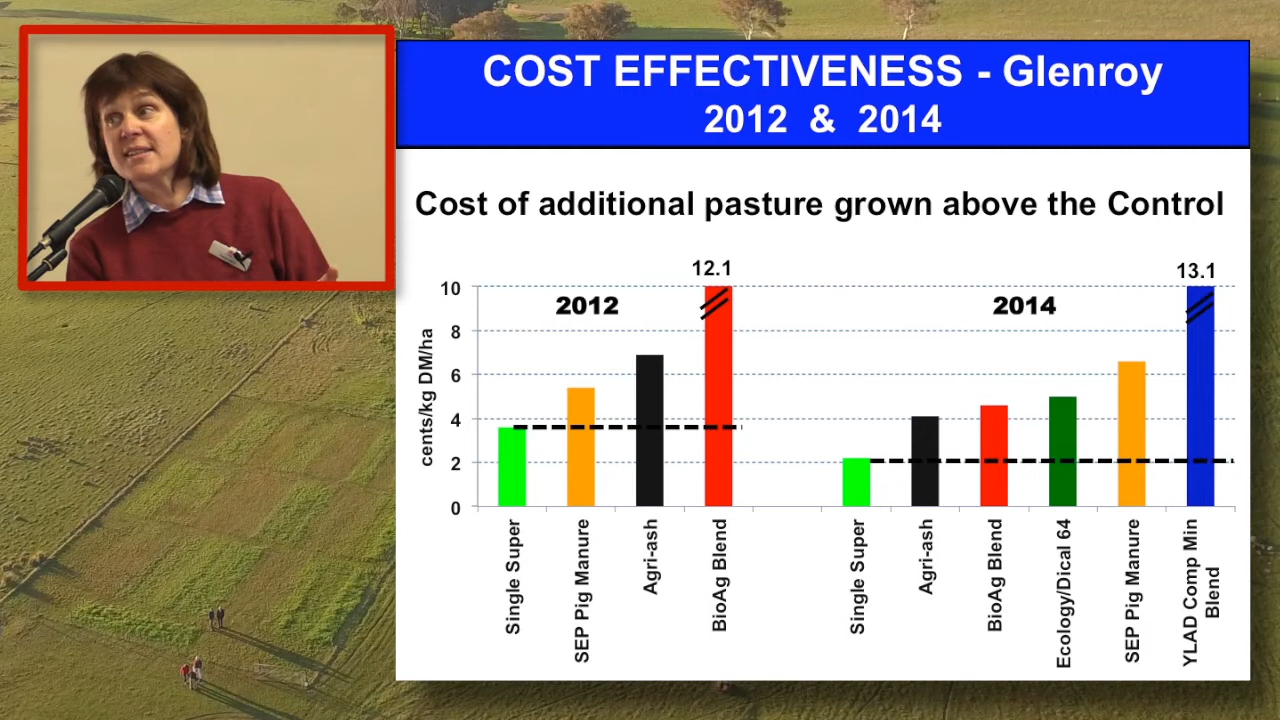 COST EFFECTIVENESS - Glenroy
2012 & 2014
Cost of additional pasture grown above the Control
12.1
13.1
2012
2014
cents/kg DM/ha
10
8
6
4
2
0
Single Super
SEP Pig Manure
Agri-ash
BioAg Blend
Single Super
Agri-ash
BioAg Blend
Ecology/Dical 64
SEP Pig Manure
YLAD Comp Min
Blend